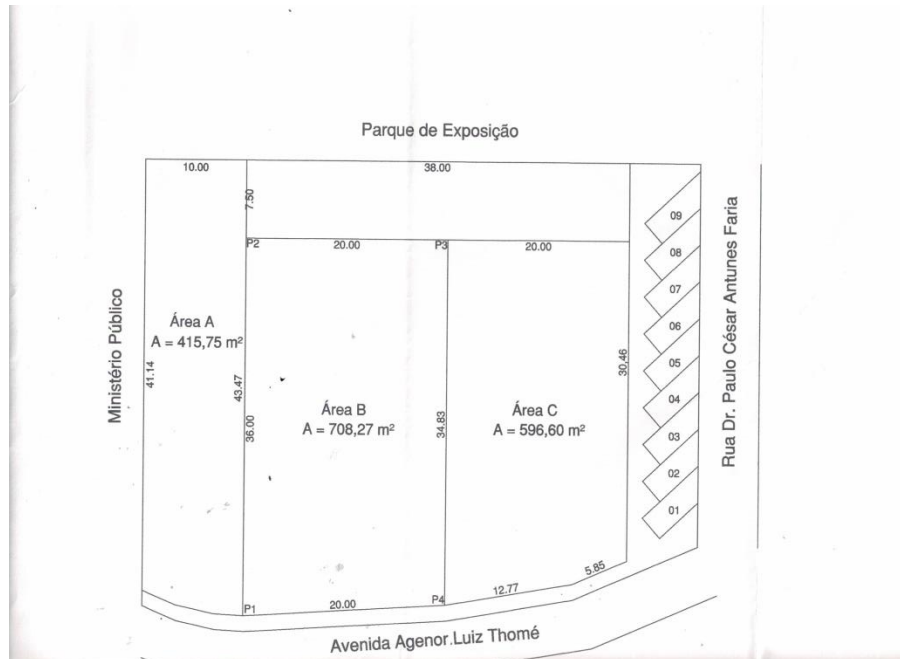 Parque de Exposição
10.00
38.00
7.50
P2
20.00
P3
20.00
Ministério Público
Área A
A = 415,75 m²
41.14
43.47
36.00
Área B
A = 708,27 m²
34.83
Área C
A = 596,60 m²
30,46
09
08
07
06
05
04
03
02
01
Rua Dr. Paulo César Antunes Faria
P1
20.00
P4
12.77
5.85
Avenida Agenor Luiz Thomé